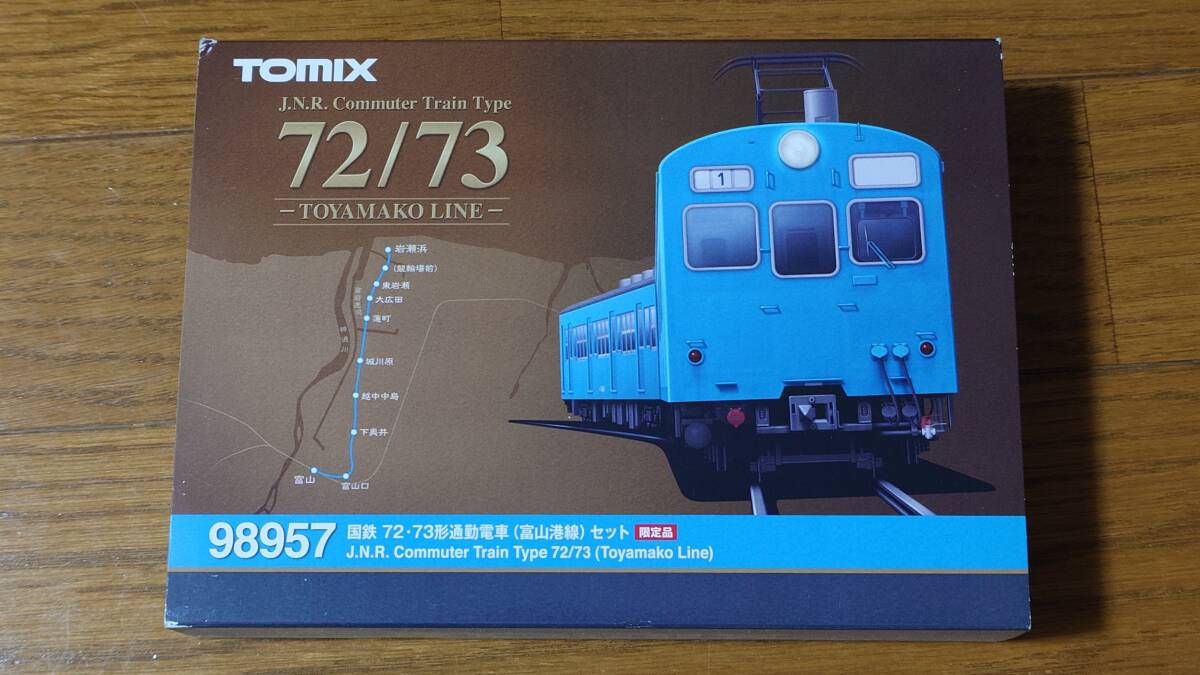 TOMIX
J.N.R. Commuter Train Type
72/73
TOYAMAKO LINE
1
岩瀬浜
(競輪場前)
東岩瀬
大広田
蓮町
城川原
越中中島
下奥井
富山
富山口
98957
国鉄 72・73形通勤電車(富山港線)セット 限定品
J.N.R. Commuter Train Type 72/73 (Toyamako Line)